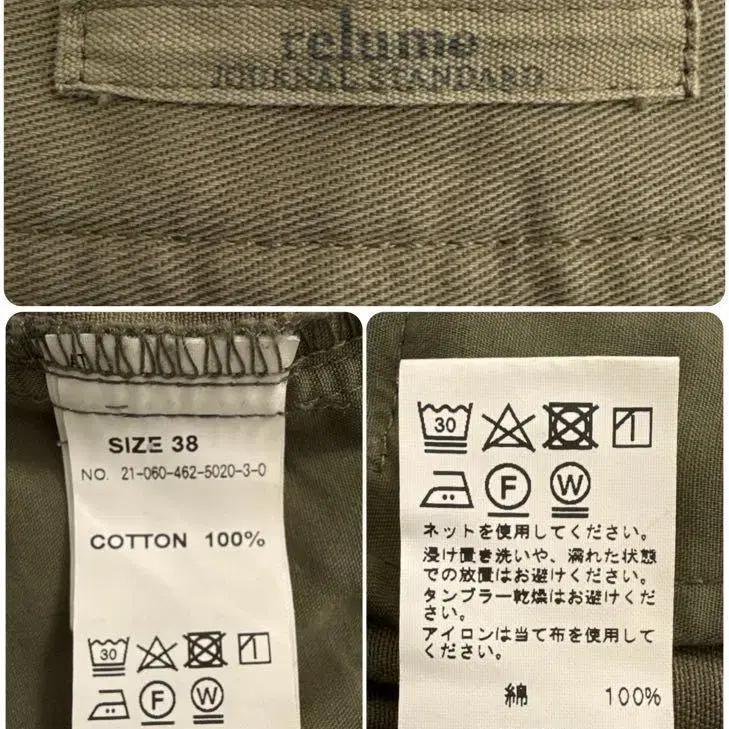 relume
JOURNAL STANDARD
SIZE 38
NO. 21-060-462-5020-3-0
COTTON 100%
30
F W
30
F W
ネットを使用してください。
浸け置き洗いや、濡れた状態
での放置はお避けください。
タンブラー乾燥はお避けくだ
さい。
アイロンは当て布を使用して
ください。
綿 100%